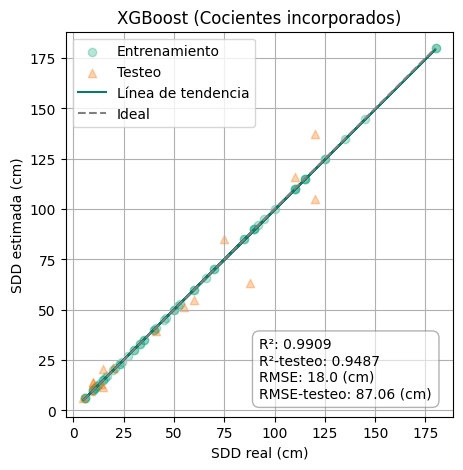 XGBoost (Cocientes incorporados)
Entrenamiento
Testeo
Línea de tendencia
Ideal
SDD estimada (cm)
175
150
125
100
75
50
25
0
R²: 0.9909
R²-testeo: 0.9487
RMSE: 18.0 (cm)
RMSE-testeo: 87.06 (cm)
0 25 50 75 100 125 150 175
SDD real (cm)